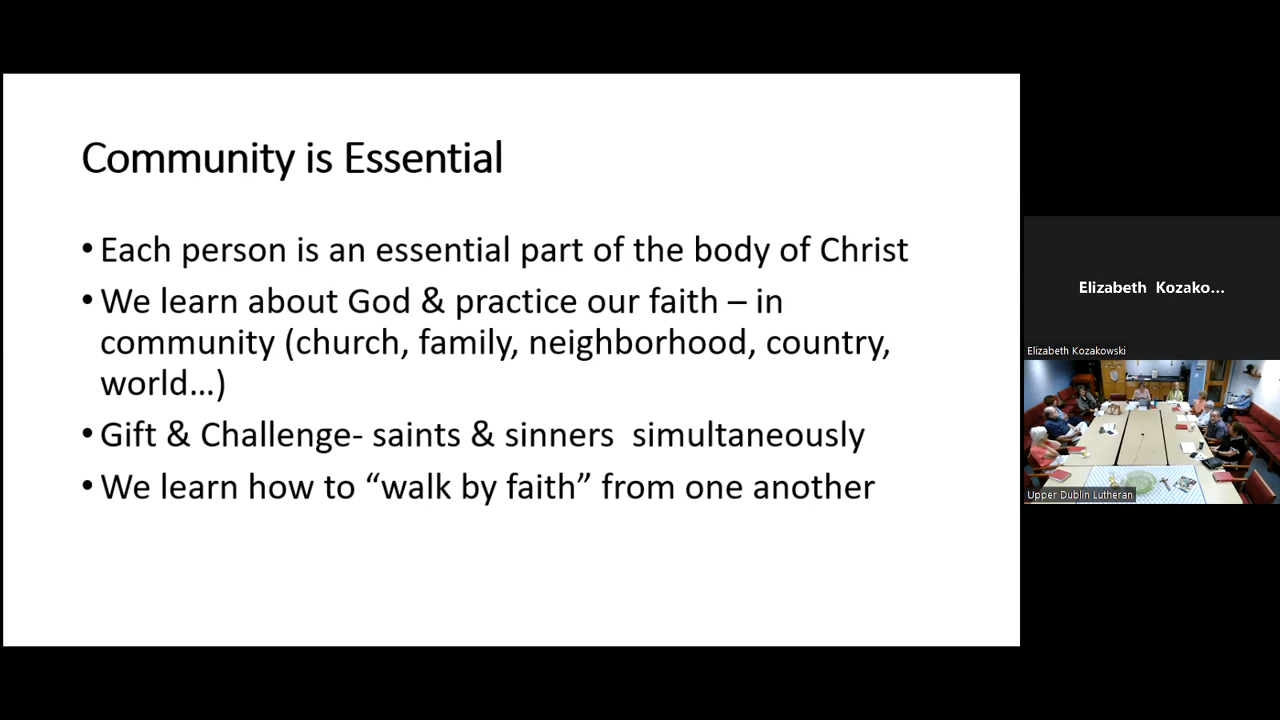 Community is Essential
• Each person is an essential part of the body of Christ
• We learn about God & practice our faith – in
community (church, family, neighborhood, country,
world…)
• Gift & Challenge- saints & sinners  simultaneously
• We learn how to “walk by faith” from one another
Elizabeth Kozako...
Elizabeth Kozakowski
Upper Dublin Lutheran